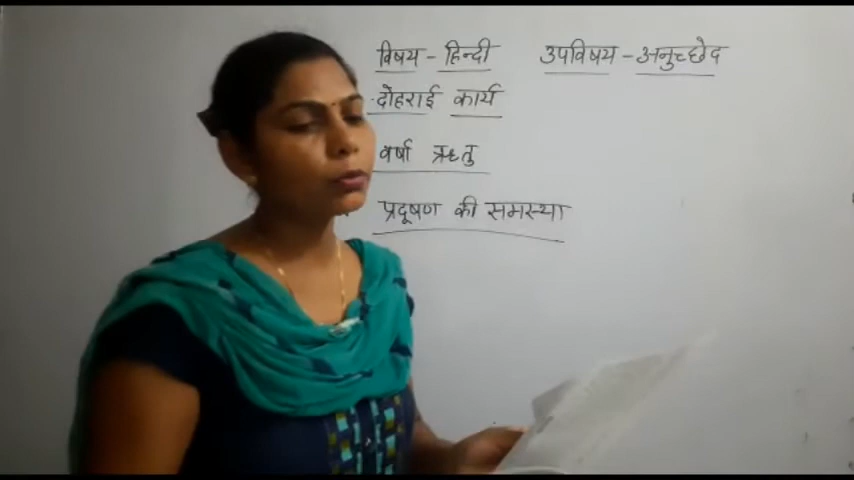 विषय - हिन्दी उपविषय - अनुच्छेद
दोहराई कार्य
वर्षा ऋतु
प्रदूषण की समस्या